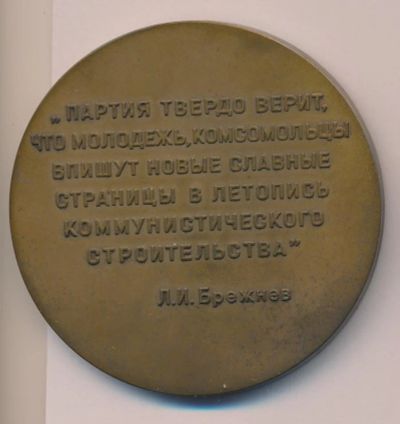 „ПАРТИЯ ТВЕРДО ВЕРИТ,
ЧТО МОЛОДЕЖЬ, КОМСОМОЛЬЦЫ
ВПИШУТ НОВЫЕ СЛАВНЫЕ
СТРАНИЦЫ В ЛЕТОПИСЬ
КОММУНИСТИЧЕСКОГО
СТРОИТЕЛЬСТВА”
Л.И. Брежнев